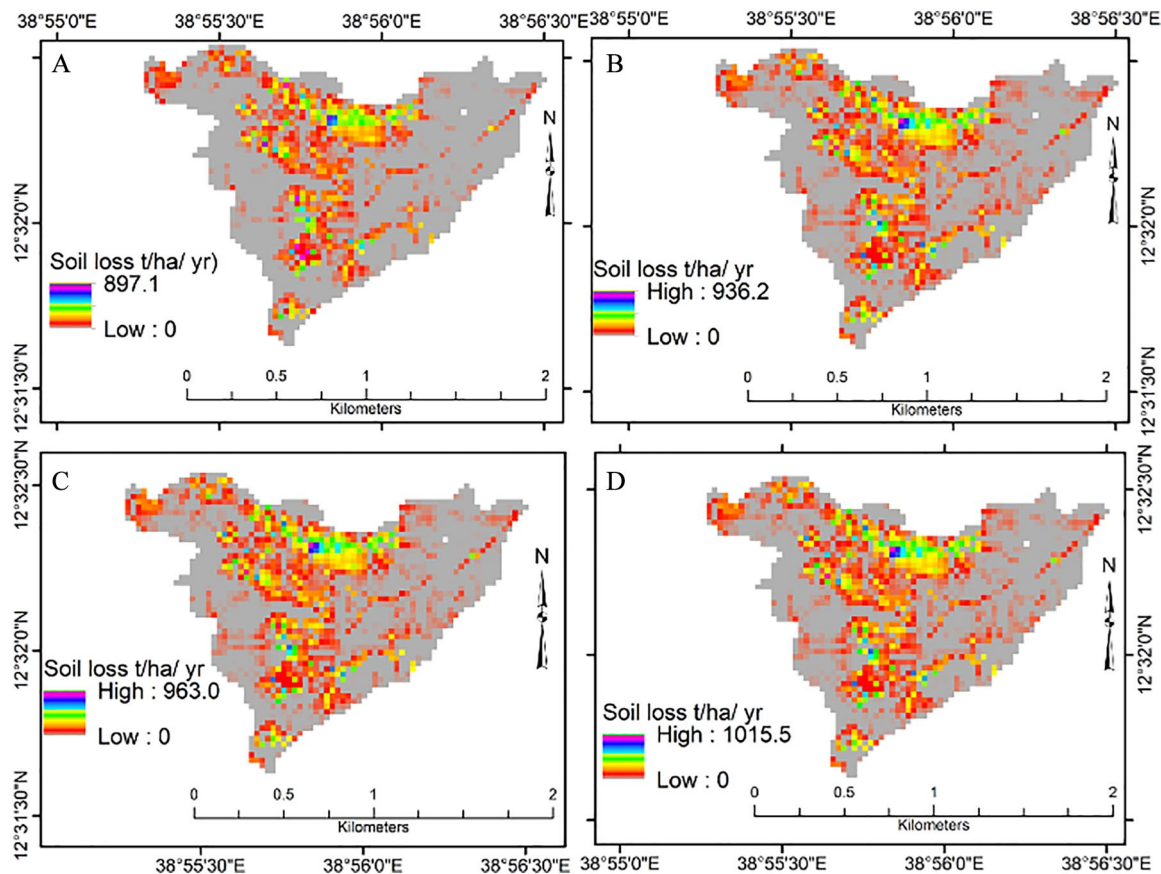 38°55'0"E 38°55'30"E 38°56'0"E 38°56'30"E 38°55'30"E 38°56'0"E 38°56'30"E
A
N
12°32'0"N
Soil loss t/ha/ yr)
897.1
Low : 0
0 0.5 1 2
Kilometers
B
N
12°32'0"N
12°31'30"N
Soil loss t/ha/ yr
High : 936.2
Low : 0
0 0.5 1 2
Kilometers
12°32'30"N
12°32'0"N
12°31'30"N
C
N
Soil loss t/ha/ yr
High : 963.0
Low : 0
0 0.5 1 2
Kilometers
D
N
12°32'30"N
12°32'0"N
12°31'30"N
Soil loss t/ha/ yr
High : 1015.5
Low : 0
0 0.5 1 2
Kilometers
38°55'30"E 38°56'0"E 38°56'30"E 38°55'0"E 38°55'30"E 38°56'0"E 38°56'30"E